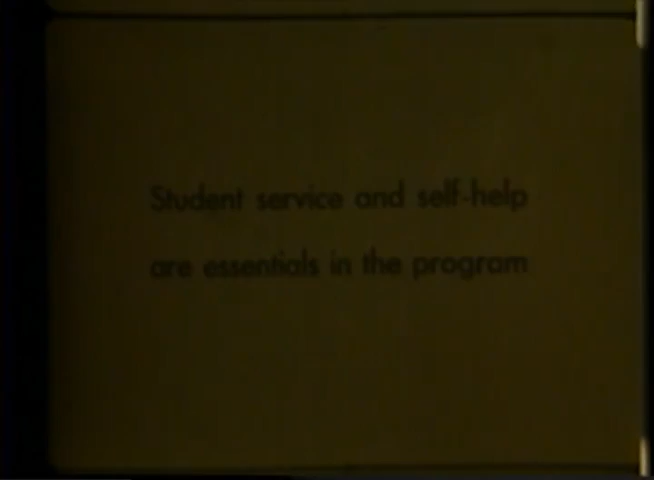 Student service and self-help
are essentials in the program